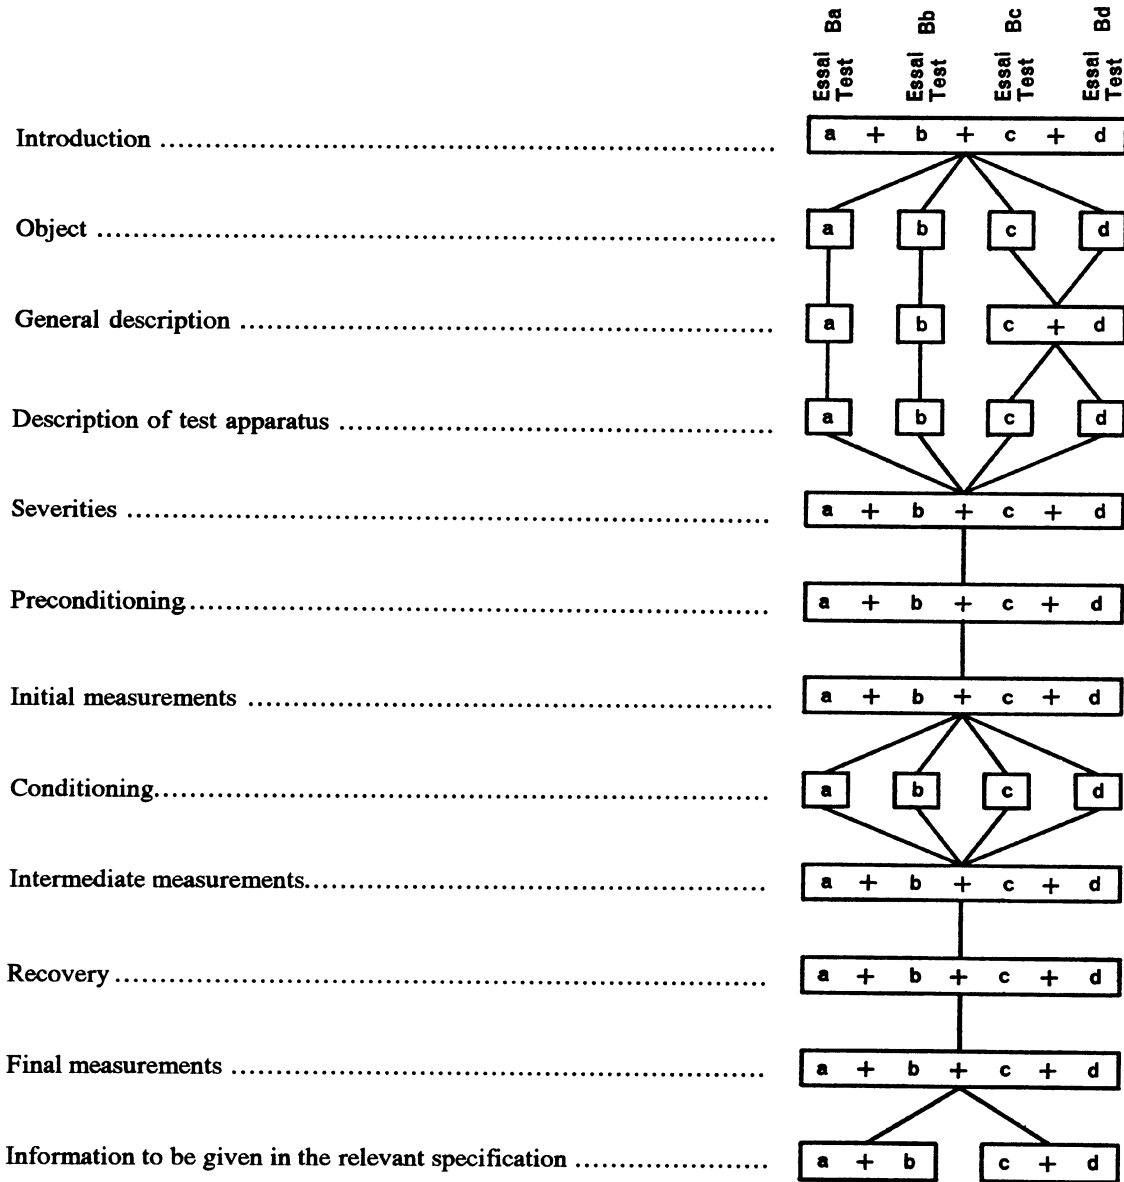 Essai Ba
Test
Essai Bb
Test
Essai Bc
Test
Essai Bd
Test
Introduction ........................................................................ a + b + c + d
Object ........................................................................ a b c d
General description ........................................................................ a b c + d
Description of test apparatus ........................................................................ a b c d
Severities ........................................................................ a + b + c + d
Preconditioning ........................................................................ a + b + c + d
Initial measurements ........................................................................ a + b + c + d
Conditioning ........................................................................ a b c d
Intermediate measurements ........................................................................ a + b + c + d
Recovery ........................................................................ a + b + c + d
Final measurements ........................................................................ a + b + c + d
Information to be given in the relevant specification ........................ a + b c + d